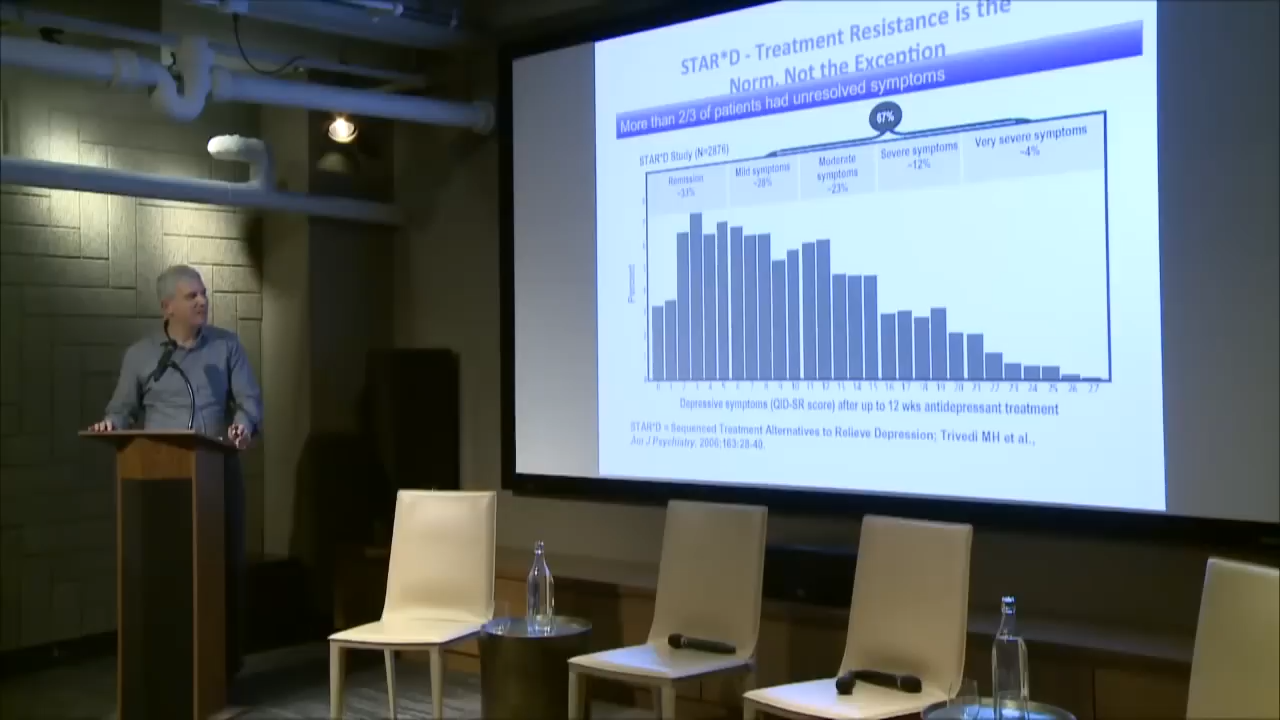 STAR*D - Treatment Resistance is the
Norm, Not the Exception
More than 2/3 of patients had unresolved symptoms
67%
STAR*D Study (N=2876)
Remission
~33%
Mild symptoms
~28%
Moderate
symptoms
~23%
Severe symptoms
~12%
Very severe symptoms
~4%
Percent
0 1 2 3 4 5 6 7 8 9 10 11 12 13 14 15 16 17 18 19 20 21 22 23 24 25 26 27
Depressive symptoms (QID-SR score) after up to 12 wks antidepressant treatment
STAR*D = Sequenced Treatment Alternatives to Relieve Depression; Trivedi MH et al.,
Am J Psychiatry. 2006;163:28-40.